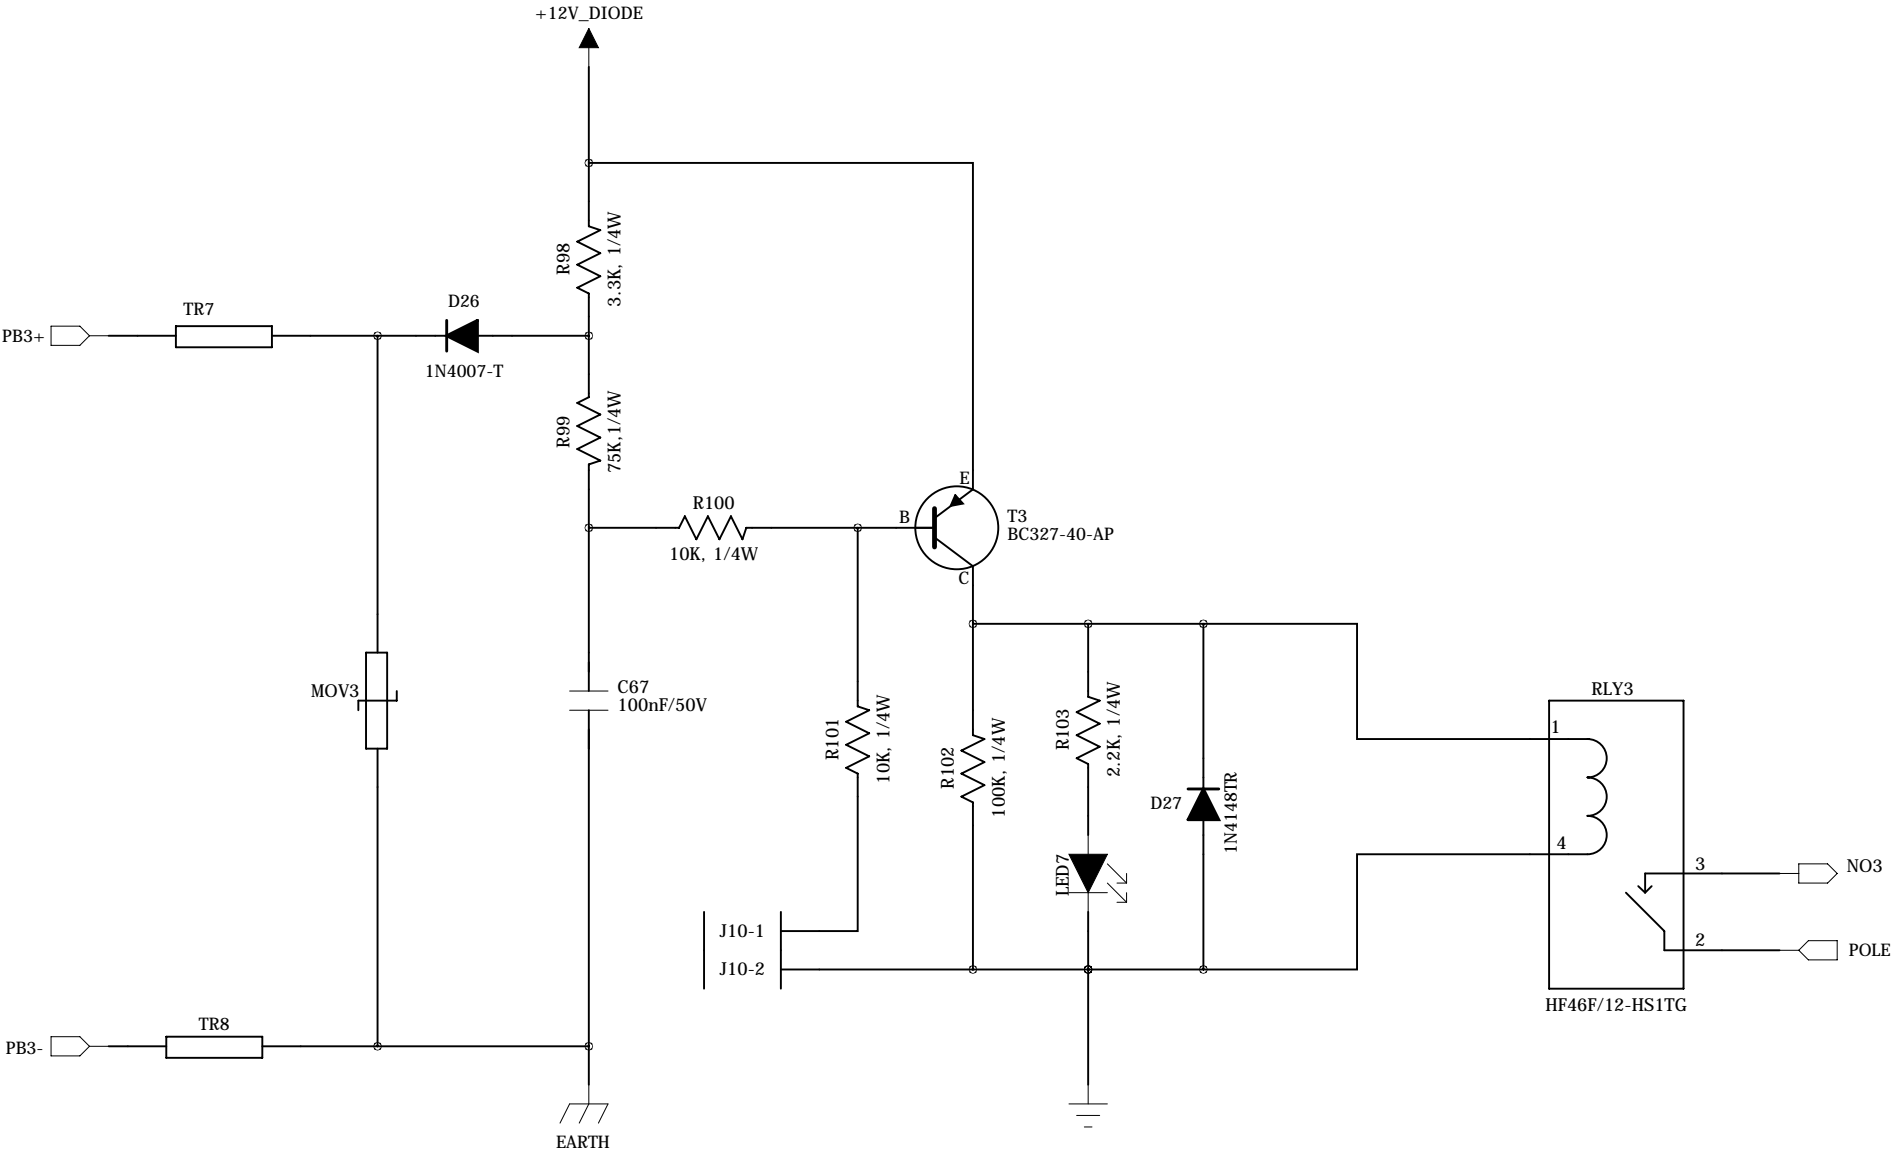 +12V_DIODE
R98
3.3K, 1/4W
TR7
D26
PB3+
1N4007-T
R99
75K,1/4W
E
R100
B
T3
10K, 1/4W
BC327-40-AP
C
MOV3
C67
100nF/50V
R101
10K, 1/4W
R102
100K, 1/4W
R103
2.2K, 1/4W
LED7
D27
1N4148TR
RLY3
1
4
3
NO3
2
POLE
HF46F/12-HS1TG
J10-1
J10-2
TR8
PB3-
EARTH